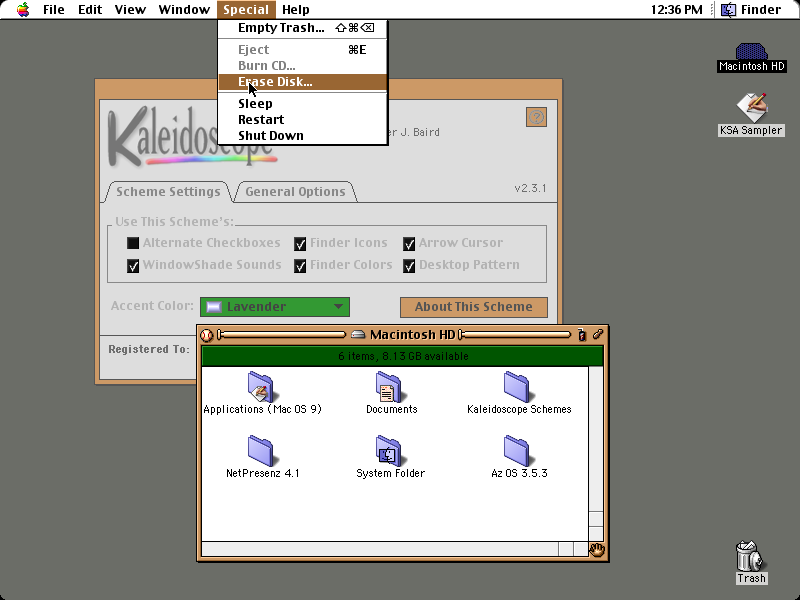 File Edit View Window Special Help 12:36 PM Finder
Empty Trash... ⇧⌘⌫
Eject ⌘E
Burn CD...
Erase Disk...
Sleep
Restart
Shut Down
Macintosh HD
KSA Sampler
Kaleidoscope
r J. Baird
Scheme Settings General Options v2.3.1
Use This Scheme's:
Alternate Checkboxes Finder Icons Arrow Cursor
WindowShade Sounds Finder Colors Desktop Pattern
Accent Color: Lavender About This Scheme
Registered To:
Macintosh HD
6 items, 8.13 GB available
Applications (Mac OS 9) Documents Kaleidoscope Schemes
NetPresenz 4.1 System Folder Az OS 3.5.3
Trash